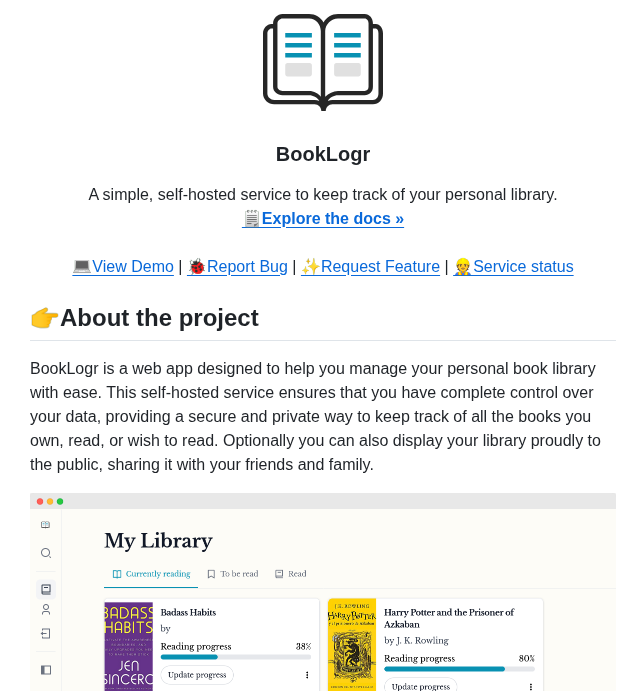 BookLogr
A simple, self-hosted service to keep track of your personal library.
🗒️Explore the docs »
💻View Demo | 🐞Report Bug | ✨Request Feature | 👷Service status
👉About the project
BookLogr is a web app designed to help you manage your personal book library
with ease. This self-hosted service ensures that you have complete control over
your data, providing a secure and private way to keep track of all the books you
own, read, or wish to read. Optionally you can also display your library proudly to
the public, sharing it with your friends and family.
My Library
Currently reading To be read Read
BADASS
HABITS
JEN
SINCERO
Badass Habits
by
Reading progress 38%
Update progress
J.K. ROWLING
Harry Potter and the Prisoner of
Azkaban
by J. K. Rowling
Reading progress 80%
Update progress